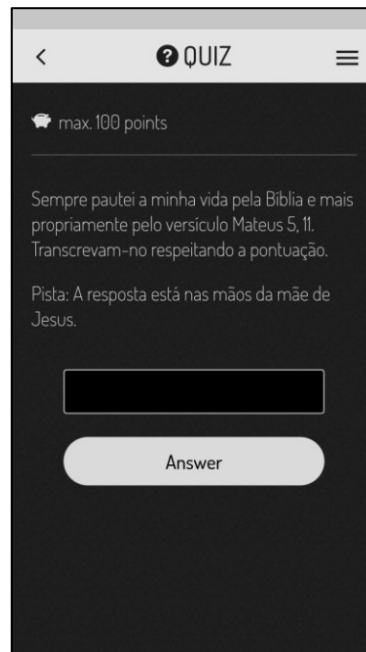 QUIZ
max. 100 points
Sempre pautei a minha vida pela Bíblia e mais
propriamente pelo versículo Mateus 5, 11.
Transcrevam-no respeitando a pontuação.
Pista: A resposta está nas mãos da mãe de
Jesus.
Answer